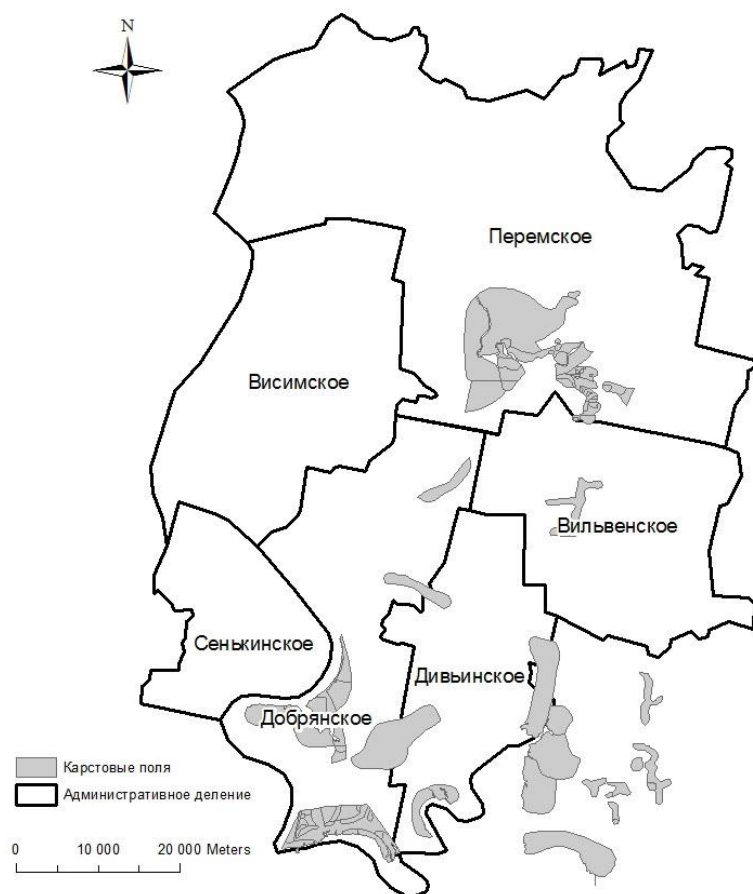 N
Перемское
Висимское
Вильвенское
Сенькинское
Дивьинское
Добрянское
Карстовые поля
Административное деление
0 10 000 20 000 Meters